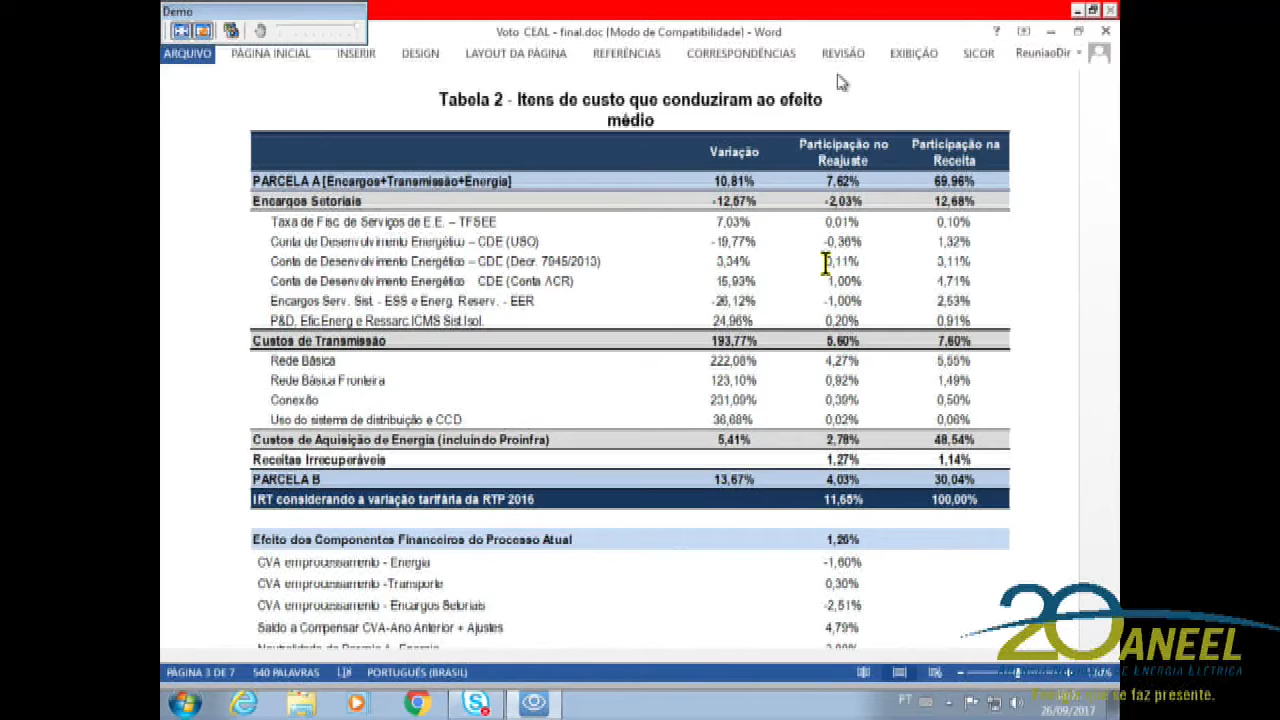 Demo
Voto CEAL - final.doc [Modo de Compatibilidade] - Word
ARQUIVO PÁGINA INICIAL INSERIR DESIGN LAYOUT DA PÁGINA REFERÊNCIAS CORRESPONDÊNCIAS REVISÃO EXIBIÇÃO SICOR ReuniaoDir
Tabela 2 - Itens de custo que conduziram ao efeito
médio
Variação Participação no Reajuste Participação na Receita
PARCELA A [Encargos+Transmissão+Energia] 10,81% 7,62% 69,96%
Encargos Setoriais -12,57% -2,03% 12,68%
Taxa de Fisc. de Serviços de E.E. – TFSEE 7,03% 0,01% 0,10%
Conta de Desenvolvimento Energético – CDE (USO) -19,77% -0,36% 1,32%
Conta de Desenvolvimento Energético – CDE (Decr. 7945/2013) 3,34% 0,11% 3,11%
Conta de Desenvolvimento Energético CDE (Conta ACR) 15,93% 1,00% 4,71%
Encargos Serv. Sist. - ESS e Energ. Reserv. - EER -26,12% -1,00% 2,53%
P&D, Efic.Energ e Ressarc.ICMS Sist.Isol. 24,96% 0,20% 0,91%
Custos de Transmissão 193,77% 5,60% 7,60%
Rede Básica 222,08% 4,27% 5,55%
Rede Básica Fronteira 123,10% 0,92% 1,49%
Conexão 231,09% 0,39% 0,50%
Uso do sistema de distribuição e CCD 36,68% 0,02% 0,06%
Custos de Aquisição de Energia (incluindo Proinfra) 5,41% 2,78% 48,54%
Receitas Irrecuperáveis 1,27% 1,14%
PARCELA B 13,67% 4,03% 30,04%
IRT considerando a variação tarifária da RTP 2016 11,65% 100,00%
Efeito dos Componentes Financeiros do Processo Atual 1,26%
CVA em processamento - Energia -1,60%
CVA em processamento -Transporte 0,30%
CVA em processamento - Encargos Setoriais -2,51%
Saldo a Compensar CVA-Ano Anterior + Ajustes 4,79%
20 ANEEL
PÁGINA 3 DE 7 540 PALAVRAS PORTUGUÊS (BRASIL)
E ENERGIA ELÉTRICA
que se faz presente.
PT
26/09/2017